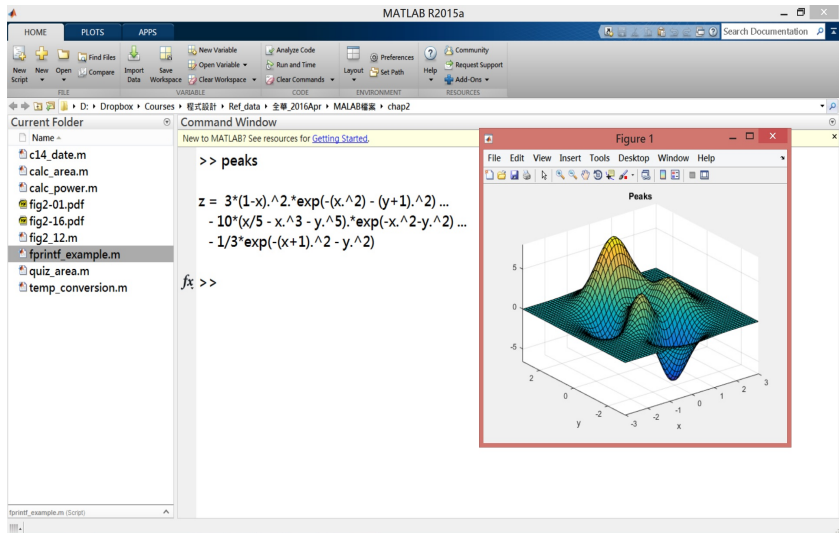 MATLAB R2015a
HOME PLOTS APPS
Search Documentation
New Script
New
Open
Find Files
Compare
Import Data
Save Workspace
New Variable
Open Variable
Clear Workspace
Analyze Code
Run and Time
Clear Commands
Layout
Preferences
Set Path
Help
Community
Request Support
Add-Ons
FILE VARIABLE CODE ENVIRONMENT RESOURCES
D: Dropbox Courses 程式設計 Ref_data 全華_2016Apr MALAB檔案 chap2
Current Folder
Name
c14_date.m
calc_area.m
calc_power.m
fig2-01.pdf
fig2-16.pdf
fig2_12.m
fprintf_example.m
quiz_area.m
temp_conversion.m
fprintf_example.m (Script)
Command Window
New to MATLAB? See resources for Getting Started.
>> peaks
z = 3*(1-x).^2.*exp(-(x.^2) - (y+1).^2) ...
- 10*(x/5 - x.^3 - y.^5).*exp(-x.^2-y.^2) ...
- 1/3*exp(-(x+1).^2 - y.^2)
fx >>
Figure 1
File Edit View Insert Tools Desktop Window Help
Peaks
5
0
-5
2
0
-2
y
-3
-2
-1
0
1
2
3
x